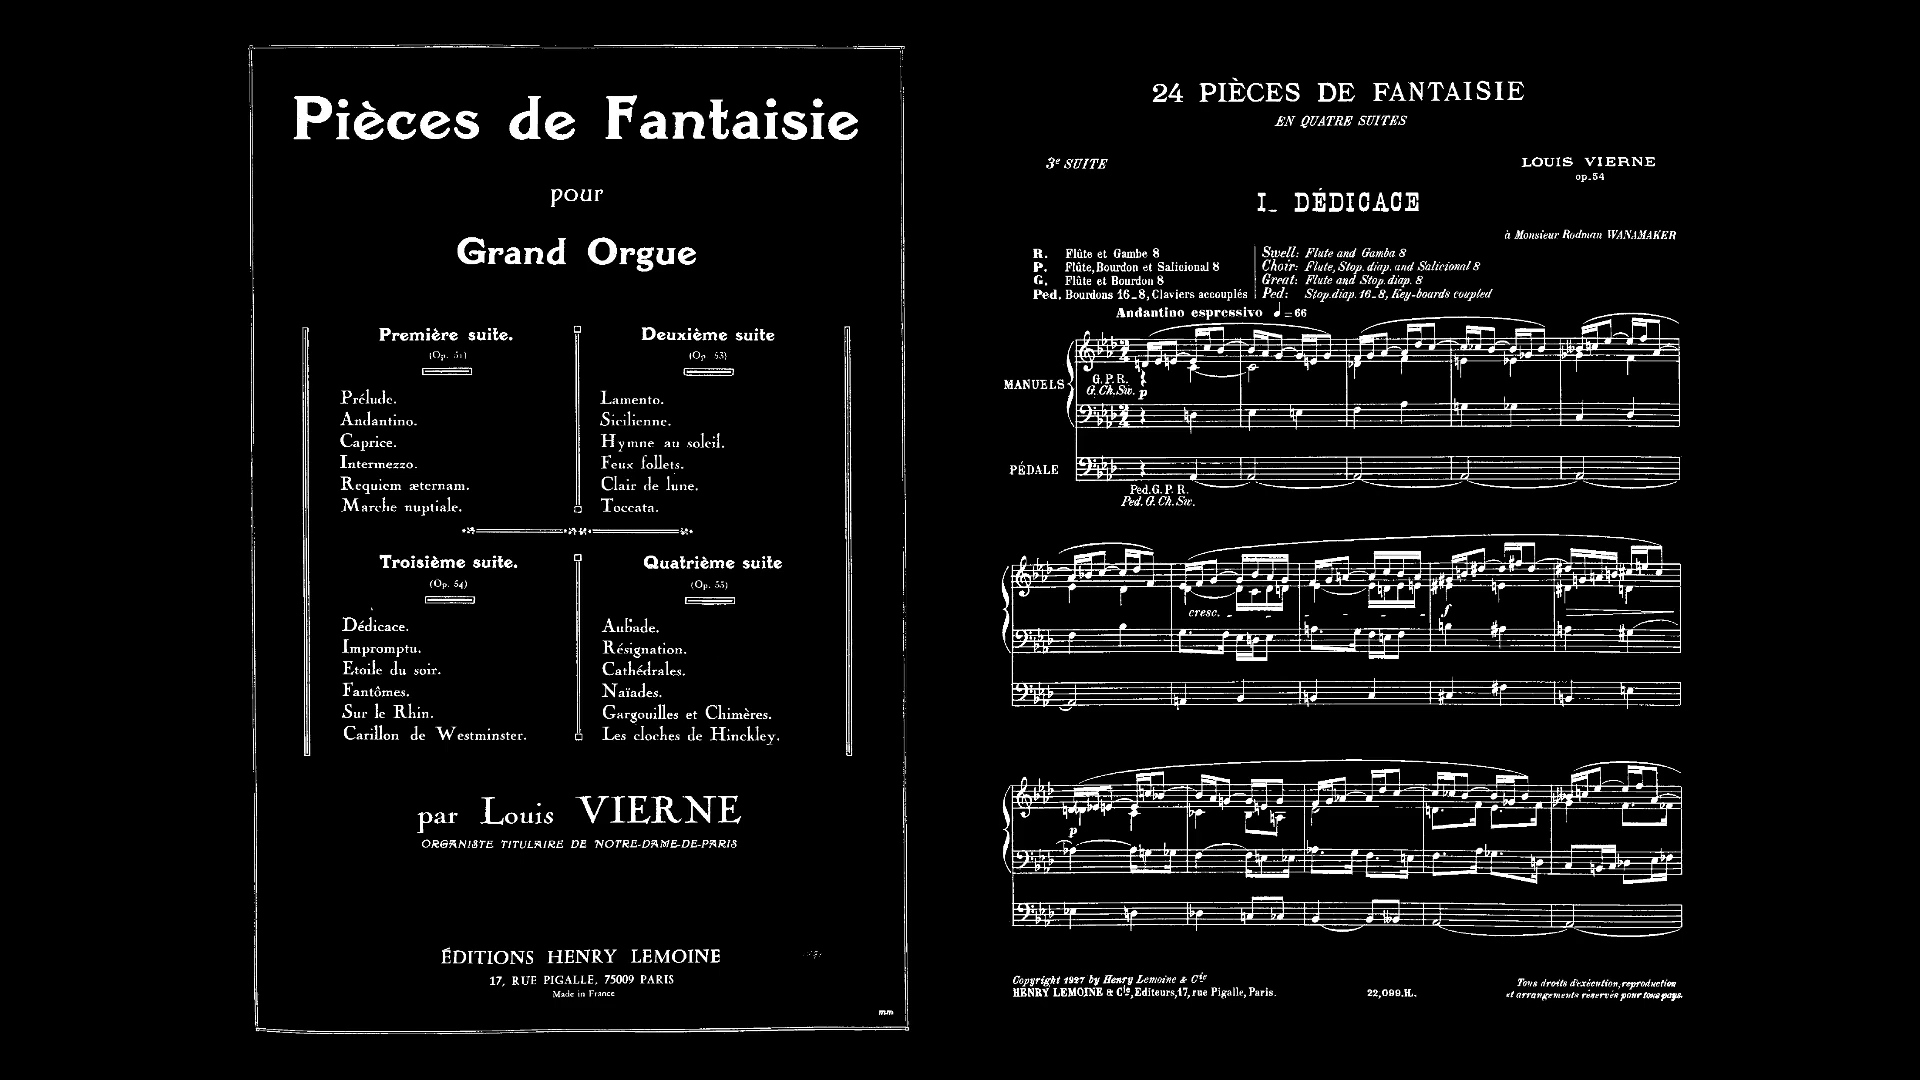 Pièces de Fantaisie
pour
Grand Orgue
Première suite.
(Op. 51)
Prélude.
Andantino.
Caprice.
Intermezzo.
Requiem æternam.
Marche nuptiale.
Deuxième suite
(Op. 53)
Lamento.
Sicilienne.
Hymne au soleil.
Feux follets.
Clair de lune.
Toccata.
Troisième suite.
(Op. 54)
Dédicace.
Impromptu.
Etoile du soir.
Fantômes.
Sur le Rhin.
Carillon de Westminster.
Quatrième suite
(Op. 55)
Aubade.
Résignation.
Cathédrales.
Naïades.
Gargouilles et Chimères.
Les cloches de Hinckley.
par Louis VIERNE
ORGANISTE TITULAIRE DE NOTRE-DAME-DE-PARIS
ÉDITIONS HENRY LEMOINE
17, RUE PIGALLE, 75009 PARIS
Made in France
mm
24 PIÈCES DE FANTAISIE
EN QUATRE SUITES
3e SUITE
LOUIS VIERNE
op.54
I_ DÉDICACE
à Monsieur Rodman WANAMAKER
R. Flûte et Gambe 8
P. Flûte, Bourdon et Salicional 8
G. Flûte et Bourdon 8
Ped. Bourdons 16_8, Claviers accouplés
Swell: Flute and Gamba 8
Choir: Flute, Stop. diap. and Salicional 8
Great: Flute and Stop. diap. 8
Ped: Stop. diap. 16_8, Key-boards coupled
Andantino espressivo ♩=66
MANUELS
G.P.R.
G.Ch.Sw.
p
PÉDALE
Ped.G.P.R.
Ped.G.Ch.Sw.
cresc.
f
p
Copyright 1927 by Henry Lemoine & Cie
HENRY LEMOINE & Cie, Editeurs, 17, rue Pigalle, Paris.
22,099.H.
Tous droits d'exécution, reproduction
et arrangements réservés pour tous pays.